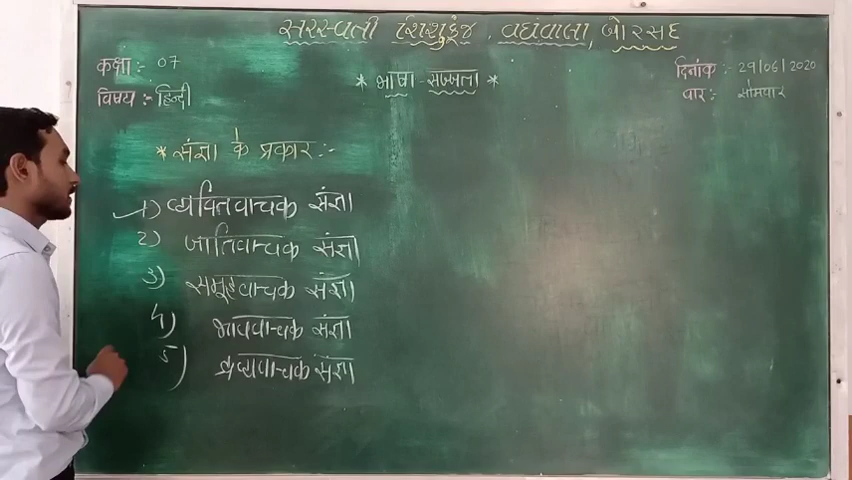 सरस्वती शिशुकुंज, वघवाला, बोरसद
कक्षा :- 07
विषय :- हिन्दी
* भाषा - सज्जता *
दिनांक :- 29/06/2020
वार :- सोमवार
* संज्ञा के प्रकार :-
1) व्यक्तिवाचक संज्ञा
2) जातिवाचक संज्ञा
3) समूहवाचक संज्ञा
4) भाववाचक संज्ञा
5) द्रव्यवाचक संज्ञा